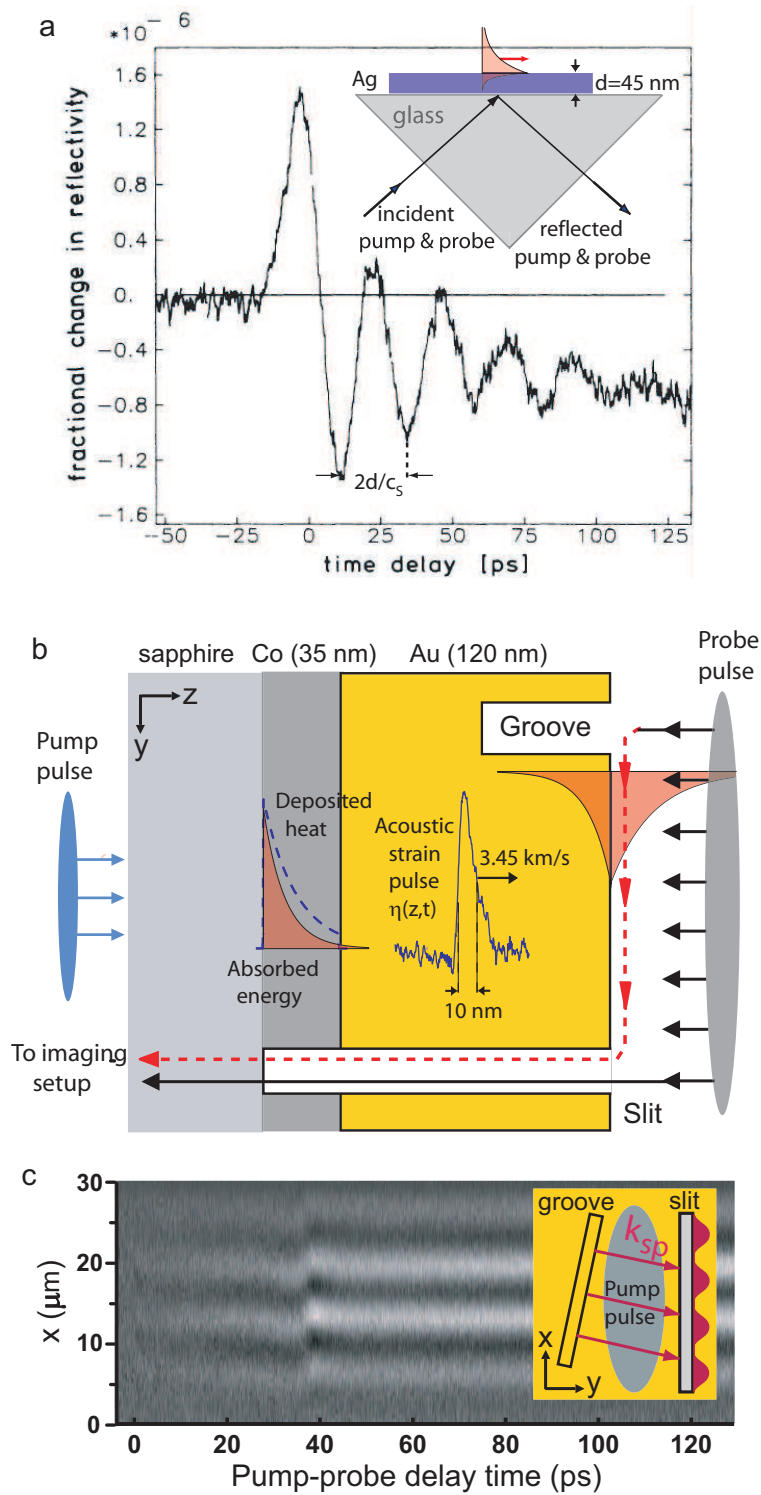 a
*10 - 6
1.6
1.2
0.8
0.4
0.
-0.4
-0.8
-1.2
-1.6
fractional change in reflectivity
-50
-25
0
25
50
75
100
125
time delay [ps]
Ag
d=45 nm
glass
incident
pump & probe
reflected
pump & probe
2d/cs
b
sapphire
Co (35 nm)
Au (120 nm)
Probe
pulse
z
y
Pump
pulse
Groove
Deposited
heat
Acoustic
strain
pulse
η(z,t)
3.45 km/s
Absorbed
energy
10 nm
To imaging
setup
Slit
c
30
20
10
0
x (μm)
0
20
40
60
80
100
120
Pump-probe delay time (ps)
groove
slit
ksp
Pump
pulse
x
y